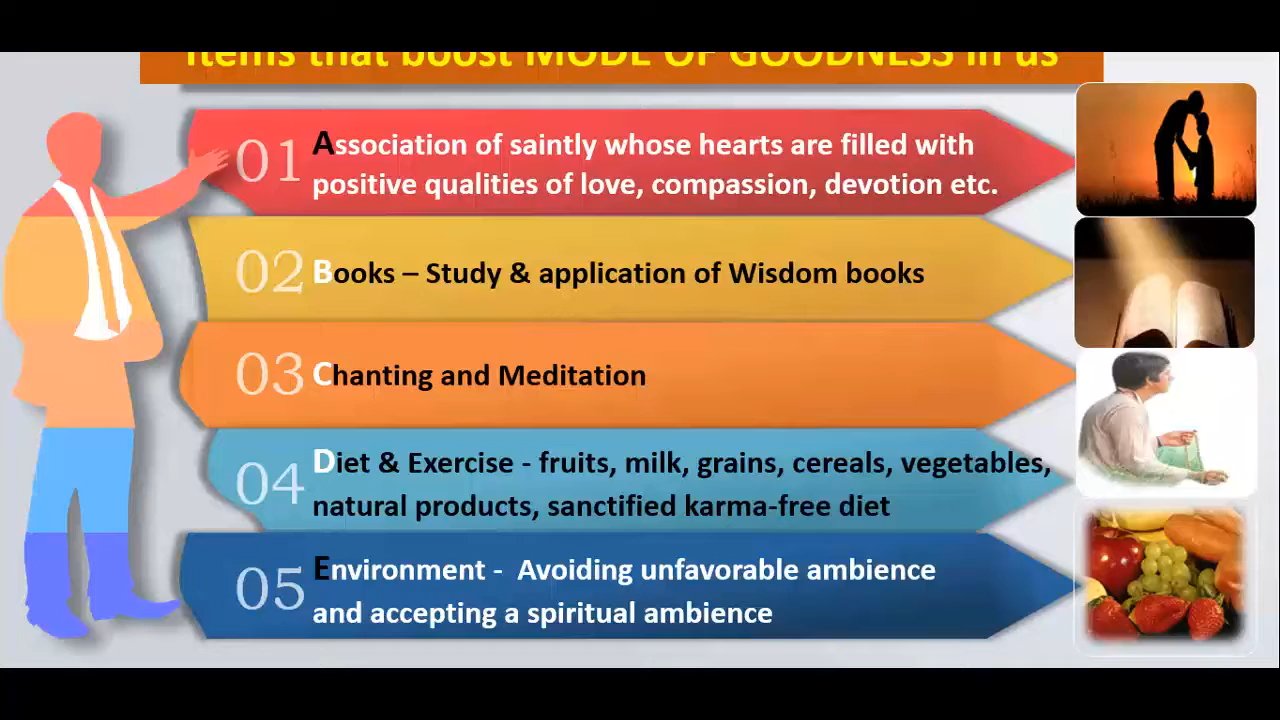 Items that boost MODE OF GOODNESS in us
01 Association of saintly whose hearts are filled with
positive qualities of love, compassion, devotion etc.
02 Books – Study & application of Wisdom books
03 Chanting and Meditation
04 Diet & Exercise - fruits, milk, grains, cereals, vegetables,
natural products, sanctified karma-free diet
05 Environment - Avoiding unfavorable ambience
and accepting a spiritual ambience